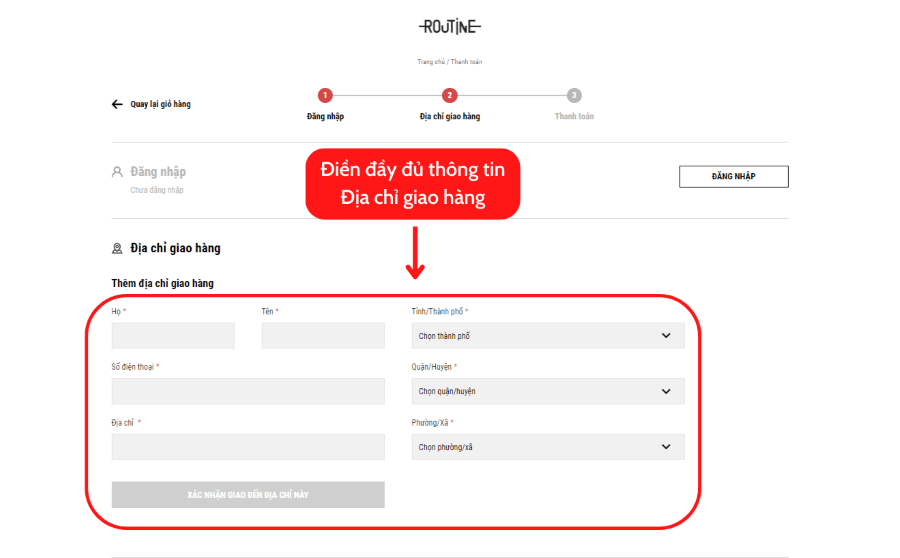 ROUTINE
Trang chủ / Thanh toán
Quay lại giỏ hàng
1
2
3
Đăng nhập
Địa chỉ giao hàng
Thanh toán
Đăng nhập
Chưa đăng nhập
Điền đầy đủ thông tin
Địa chỉ giao hàng
ĐĂNG NHẬP
Địa chỉ giao hàng
Thêm địa chỉ giao hàng
Họ *
Tên *
Tỉnh/Thành phố *
Chọn thành phố
Số điện thoại *
Quận/Huyện *
Chọn quận/huyện
Địa chỉ *
Phường/Xã *
Chọn phường/xã
XÁC NHẬN GIAO ĐẾN ĐỊA CHỈ NÀY